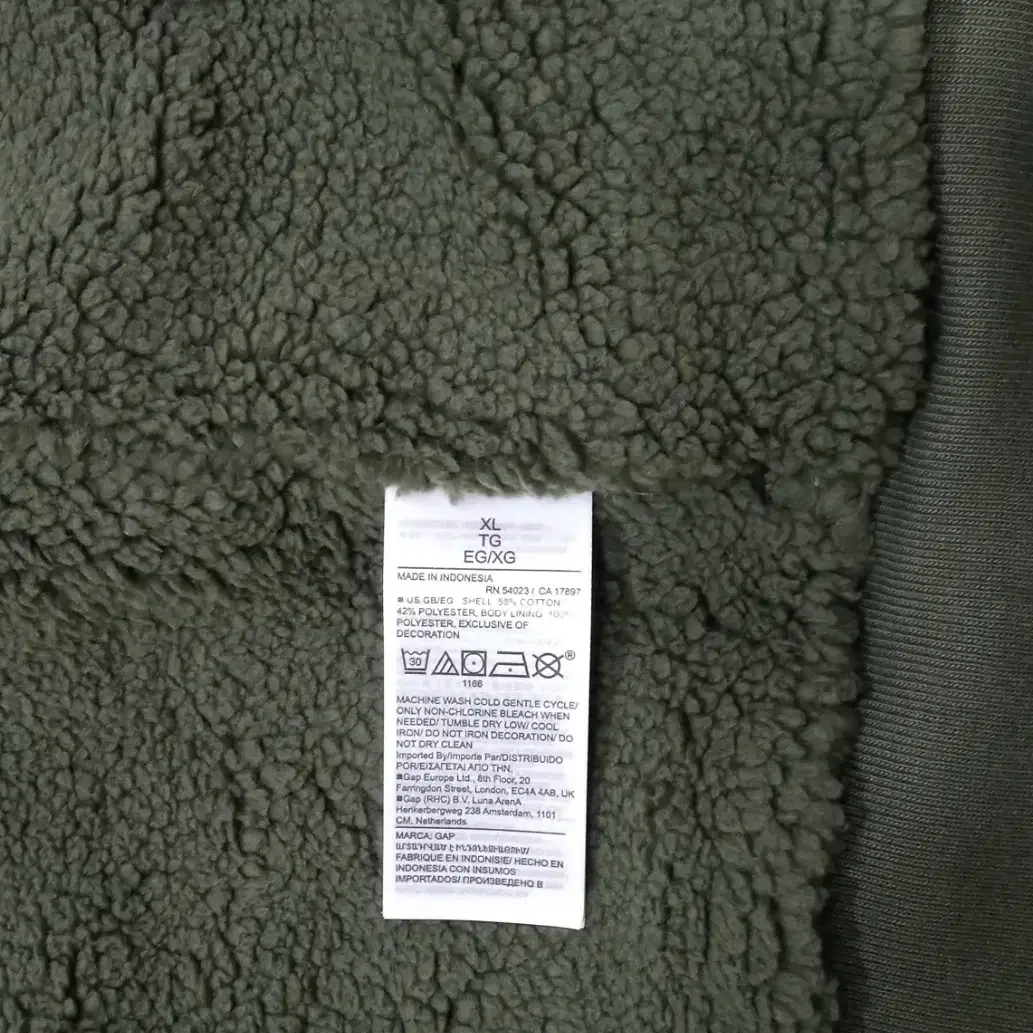 XL
TG
EG/XG
MADE IN INDONESIA
RN 54023 / CA 17897
US/GB/EG SHELL 58% COTTON
42% POLYESTER, BODY LINING 100%
POLYESTER, EXCLUSIVE OF
DECORATION
30
®
1166
MACHINE WASH COLD GENTLE CYCLE/
ONLY NON-CHLORINE BLEACH WHEN
NEEDED/ TUMBLE DRY LOW/ COOL
IRON/ DO NOT IRON DECORATION/ DO
NOT DRY CLEAN
Imported By/Importe Par/DISTRIBUIDO
POR/ΕΙΣΑΓΕΤΑΙ ΑΠΟ ΤΗΝ.
■Gap Europe Ltd., 8th Floor, 20
Farringdon Street, London, EC4A 4AB, UK
■Gap (RHC) B.V. Luna ArenA
Herikerbergweg 238 Amsterdam, 1101
CM, Netherlands
MARCA: GAP
FABRIQUE EN INDONISIE/ HECHO EN
INDONESIA CON INSUMOS
IMPORTADOS/ ПРОИЗВЕДЕНО В